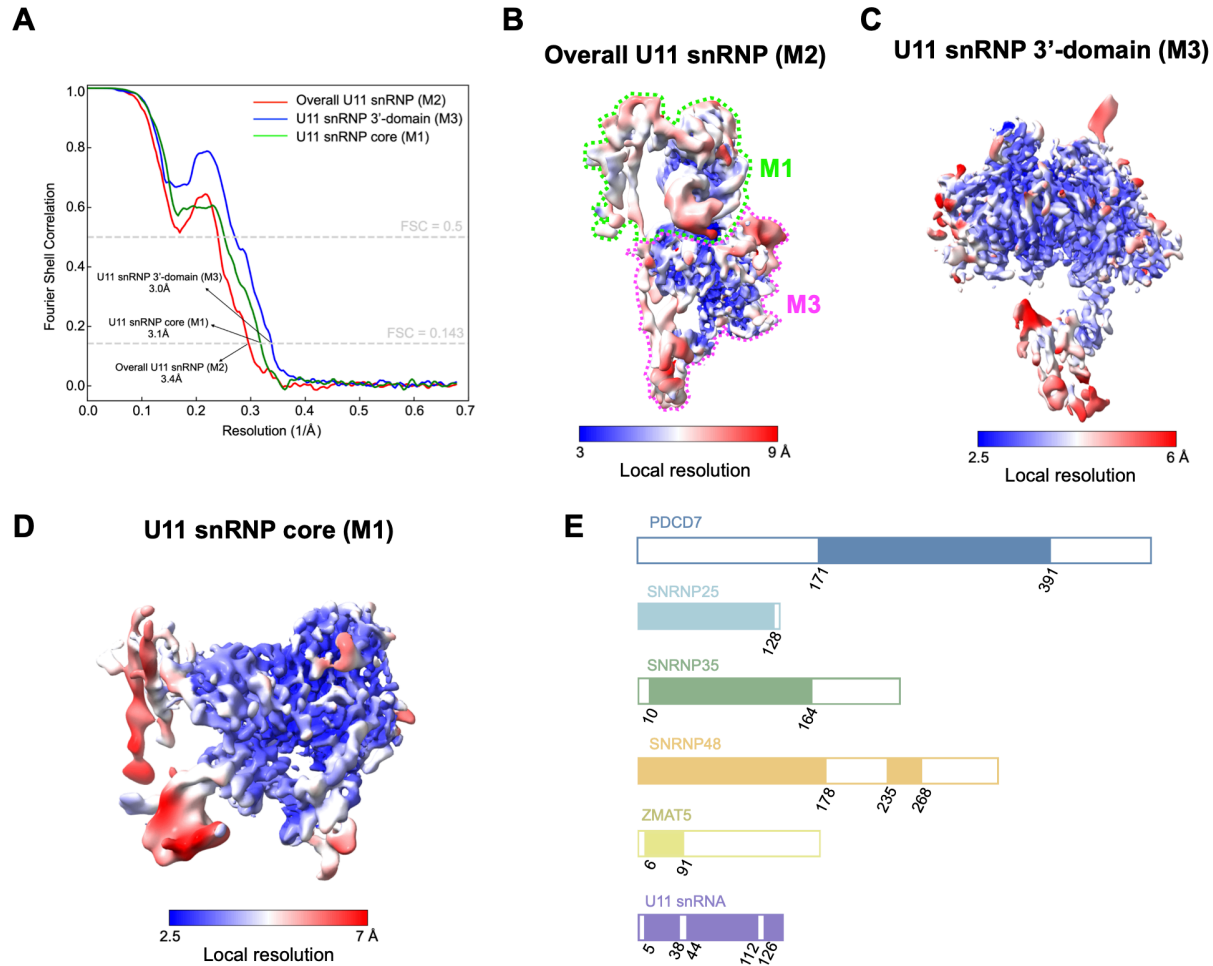 A
1.0
0.8
0.6
0.4
0.2
0.0
0.0
0.1
0.2
0.3
0.4
0.5
0.6
0.7
Fourier Shell Correlation
Resolution (1/Å)
Overall U11 snRNP (M2)
U11 snRNP 3’-domain (M3)
U11 snRNP core (M1)
FSC = 0.5
U11 snRNP 3’-domain (M3)
3.0Å
U11 snRNP core (M1)
3.1Å
FSC = 0.143
Overall U11 snRNP (M2)
3.4Å
B
Overall U11 snRNP (M2)
M1
M3
3
9 Å
Local resolution
C
U11 snRNP 3’-domain (M3)
2.5
6 Å
Local resolution
D
U11 snRNP core (M1)
2.5
7 Å
Local resolution
E
PDCD7
171
391
SNRNP25
128
SNRNP35
10
164
SNRNP48
178
235
268
ZMAT5
6
91
U11 snRNA
5
38
44
112
126